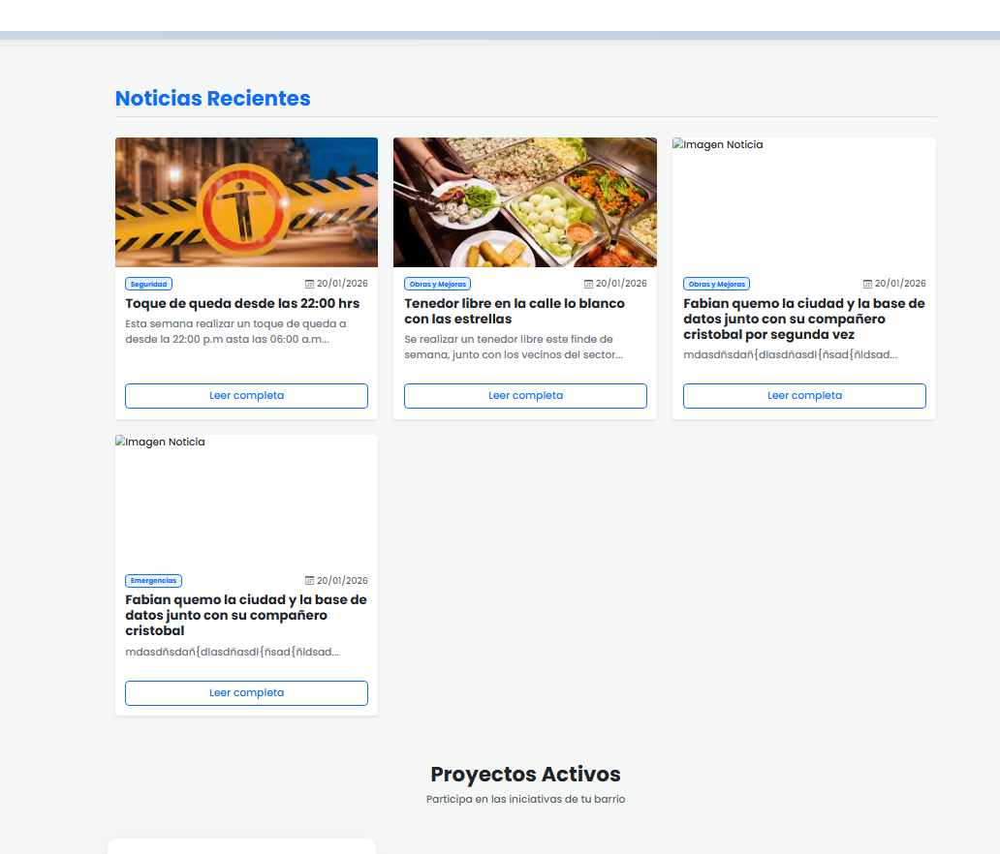 Noticias Recientes
Seguridad
20/01/2026
Toque de queda desde las 22:00 hrs
Esta semana realizar un toque de queda a
desde la 22:00 p.m asta las 06:00 a.m...
Leer completa
Obras y Mejoras
20/01/2026
Tenedor libre en la calle lo blanco
con las estrellas
Se realizar un tenedor libre este finde de
semana, junto con los vecinos del sector...
Leer completa
Imagen Noticia
Obras y Mejoras
20/01/2026
Fabian quemo la ciudad y la base de
datos junto con su compañero
cristobal por segunda vez
mdasdñsdañ{dlasdñasdl{ñsad{ñldsad...
Leer completa
Imagen Noticia
Emergencias
20/01/2026
Fabian quemo la ciudad y la base de
datos junto con su compañero
cristobal
mdasdñsdañ{dlasdñasdl{ñsad{ñldsad...
Leer completa
Proyectos Activos
Participa en las iniciativas de tu barrio